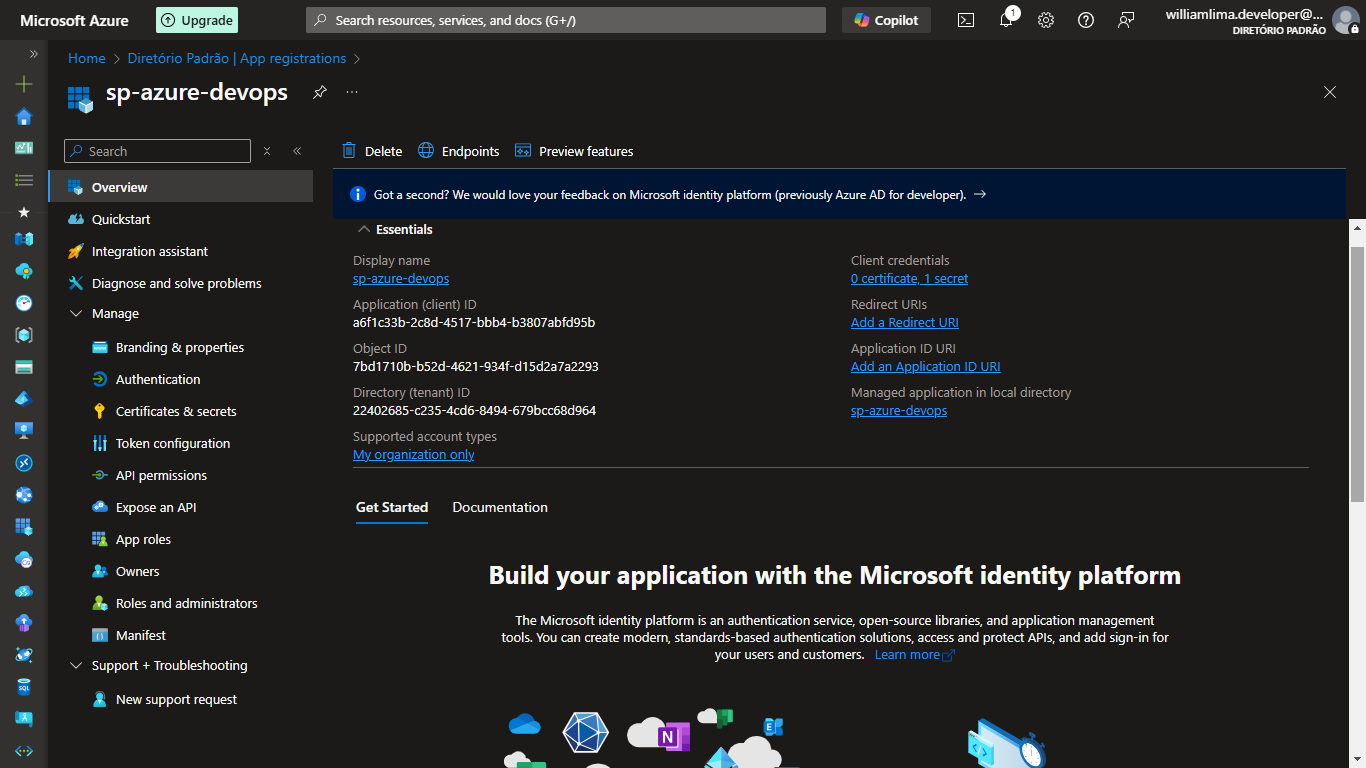 Microsoft Azure
Upgrade
Search resources, services, and docs (G+/)
Copilot
1
williamlima.developer@...
DIRETÓRIO PADRÃO
Home > Diretório Padrão | App registrations >
sp-azure-devops
Search
Delete
Endpoints
Preview features
Overview
Quickstart
Integration assistant
Diagnose and solve problems
Manage
Branding & properties
Authentication
Certificates & secrets
Token configuration
API permissions
Expose an API
App roles
Owners
Roles and administrators
Manifest
Support + Troubleshooting
New support request
Got a second? We would love your feedback on Microsoft identity platform (previously Azure AD for developer). →
Essentials
Display name
sp-azure-devops
Application (client) ID
a6f1c33b-2c8d-4517-bbb4-b3807abfd95b
Object ID
7bd1710b-b52d-4621-934f-d15d2a7a2293
Directory (tenant) ID
22402685-c235-4cd6-8494-679bcc68d964
Supported account types
My organization only
Client credentials
0 certificate, 1 secret
Redirect URIs
Add a Redirect URI
Application ID URI
Add an Application ID URI
Managed application in local directory
sp-azure-devops
Get Started
Documentation
Build your application with the Microsoft identity platform
The Microsoft identity platform is an authentication service, open-source libraries, and application management
tools. You can create modern, standards-based authentication solutions, access and protect APIs, and add sign-in for
your users and customers. Learn more
SQL
N
E